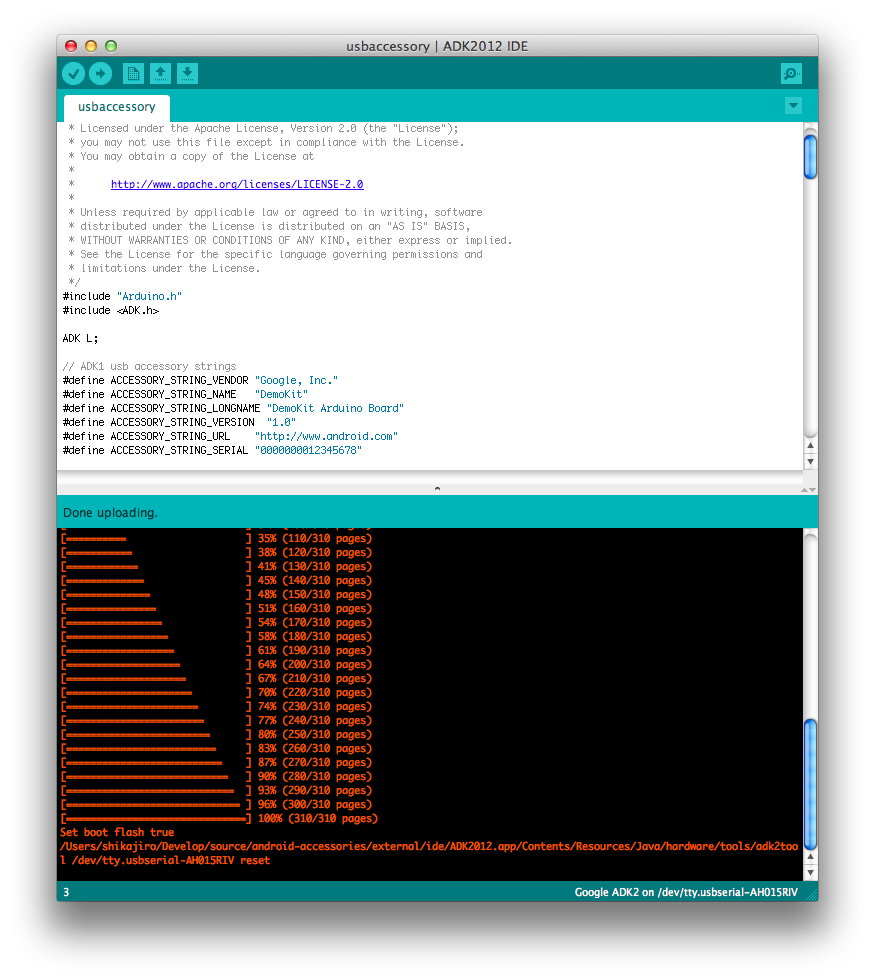 usbaccessory | ADK2012 IDE
usbaccessory
* Licensed under the Apache License, Version 2.0 (the "License");
* you may not use this file except in compliance with the License.
* You may obtain a copy of the License at
*
* http://www.apache.org/licenses/LICENSE-2.0
*
* Unless required by applicable law or agreed to in writing, software
* distributed under the License is distributed on an "AS IS" BASIS,
* WITHOUT WARRANTIES OR CONDITIONS OF ANY KIND, either express or implied.
* See the License for the specific language governing permissions and
* limitations under the License.
*/
#include "Arduino.h"
#include <ADK.h>
ADK L;
// ADK1 usb accessory strings
#define ACCESSORY_STRING_VENDOR "Google, Inc."
#define ACCESSORY_STRING_NAME "DemoKit"
#define ACCESSORY_STRING_LONGNAME "DemoKit Arduino Board"
#define ACCESSORY_STRING_VERSION "1.0"
#define ACCESSORY_STRING_URL "http://www.android.com"
#define ACCESSORY_STRING_SERIAL "0000000012345678"
Done uploading.
[========== ] 35% (110/310 pages)
[=========== ] 38% (120/310 pages)
[============ ] 41% (130/310 pages)
[============= ] 45% (140/310 pages)
[============== ] 48% (150/310 pages)
[=============== ] 51% (160/310 pages)
[================ ] 54% (170/310 pages)
[================= ] 58% (180/310 pages)
[================== ] 61% (190/310 pages)
[=================== ] 64% (200/310 pages)
[==================== ] 67% (210/310 pages)
[===================== ] 70% (220/310 pages)
[====================== ] 74% (230/310 pages)
[======================= ] 77% (240/310 pages)
[======================== ] 80% (250/310 pages)
[========================= ] 83% (260/310 pages)
[========================== ] 87% (270/310 pages)
[=========================== ] 90% (280/310 pages)
[============================ ] 93% (290/310 pages)
[============================= ] 96% (300/310 pages)
[==============================] 100% (310/310 pages)
Set boot flash true
/Users/shikajiro/Develop/source/android-accessories/external/ide/ADK2012.app/Contents/Resources/Java/hardware/tools/adk2too
l /dev/tty.usbserial-AH015RIV reset
3
Google ADK2 on /dev/tty.usbserial-AH015RIV